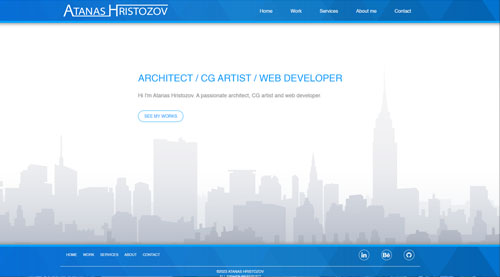 ATANAS HRISTOZOV
Home Work Services About me Contact
ARCHITECT / CG ARTIST / WEB DEVELOPER
Hi I'm Atanas Hristozov. A passionate architect, CG artist and web developer.
SEE MY WORKS
HOME WORK SERVICES ABOUT CONTACT
in Bē
©2023 ATANAS HRISTOZOV